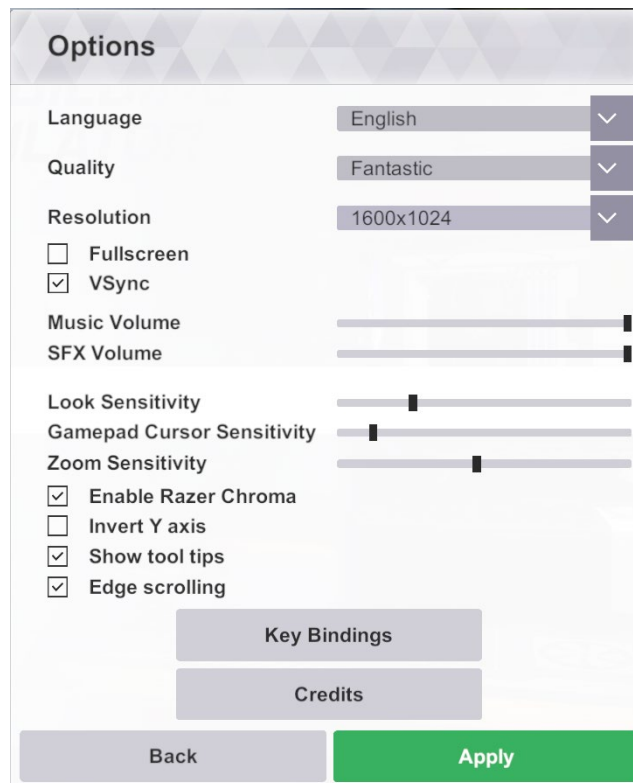 Options
Language English
Quality Fantastic
Resolution 1600x1024
Fullscreen
VSync
Music Volume
SFX Volume
Look Sensitivity
Gamepad Cursor Sensitivity
Zoom Sensitivity
Enable Razer Chroma
Invert Y axis
Show tool tips
Edge scrolling
Key Bindings
Credits
Back Apply